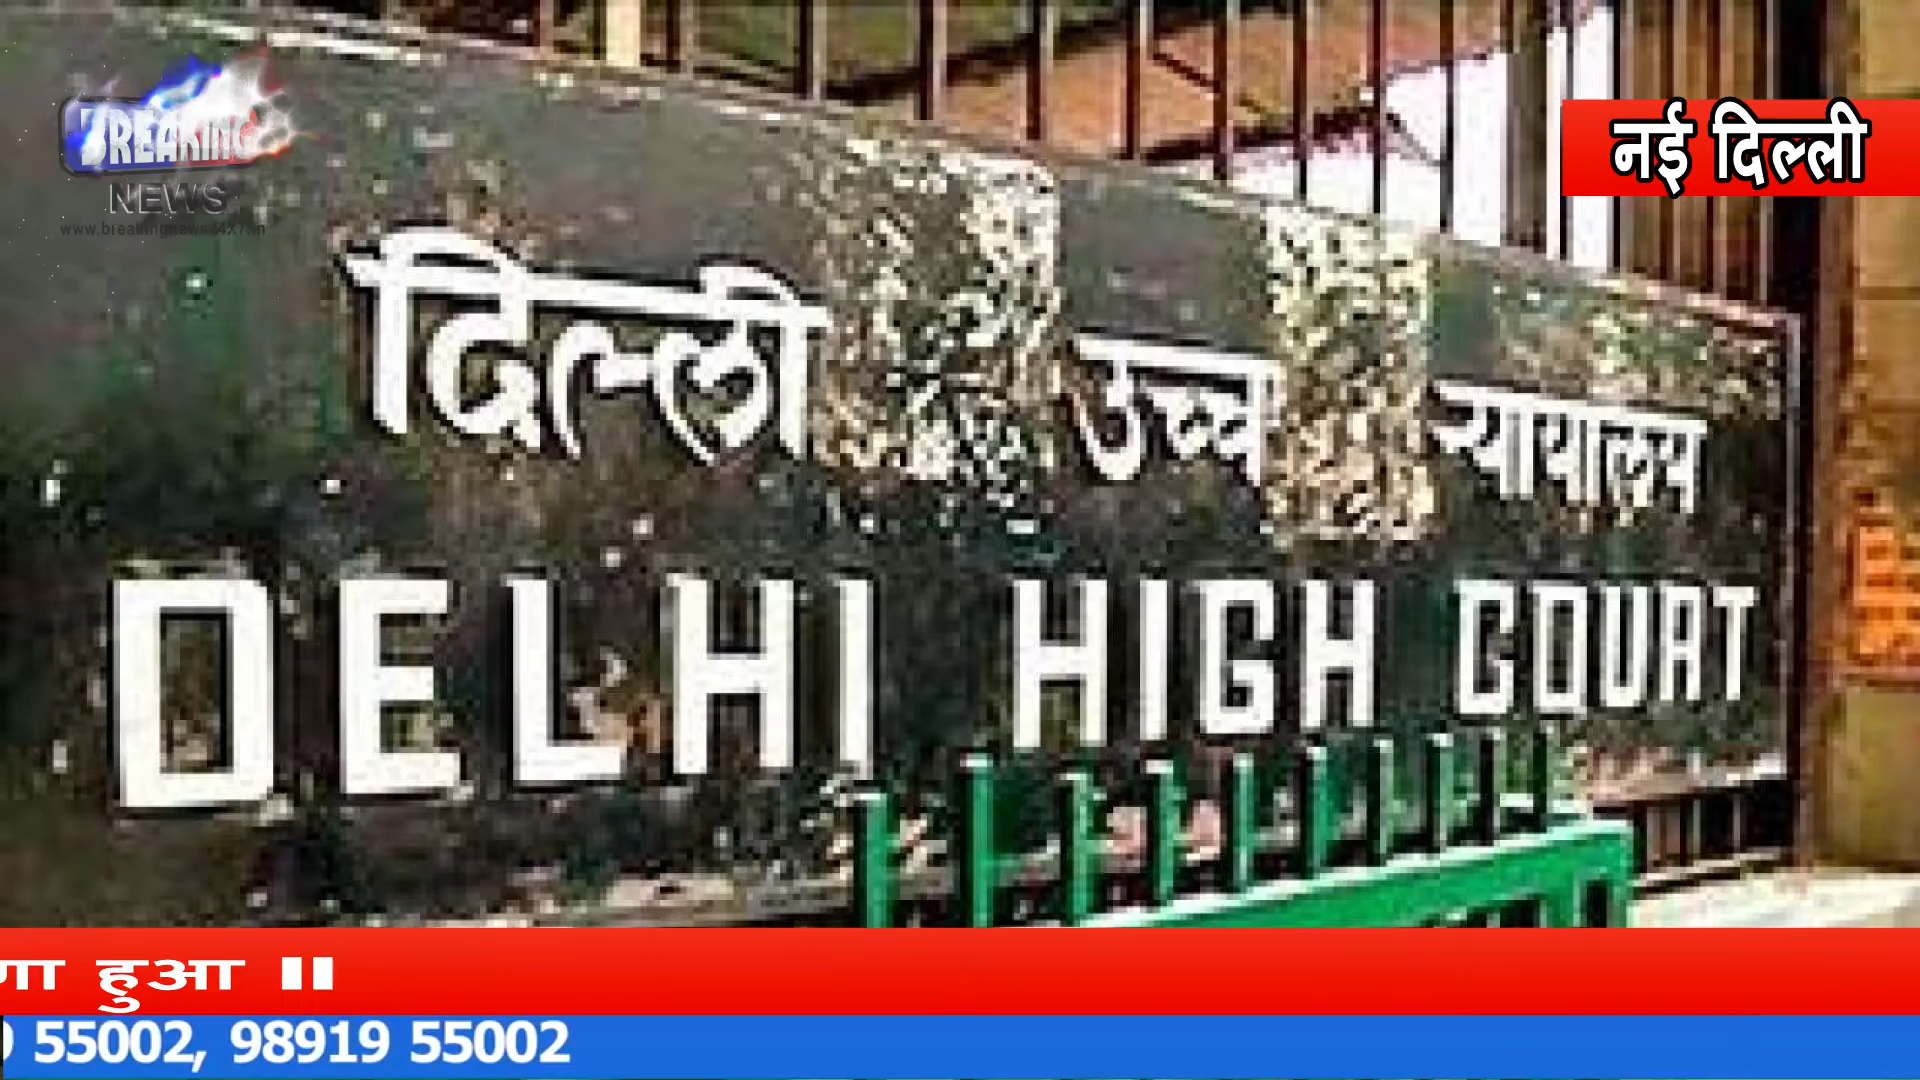 BREAKING
NEWS
नई दिल्ली
दिल्ली उच्च न्यायालय
DELHI HIGH COURT
हुआ ॥
55002, 98919 55002